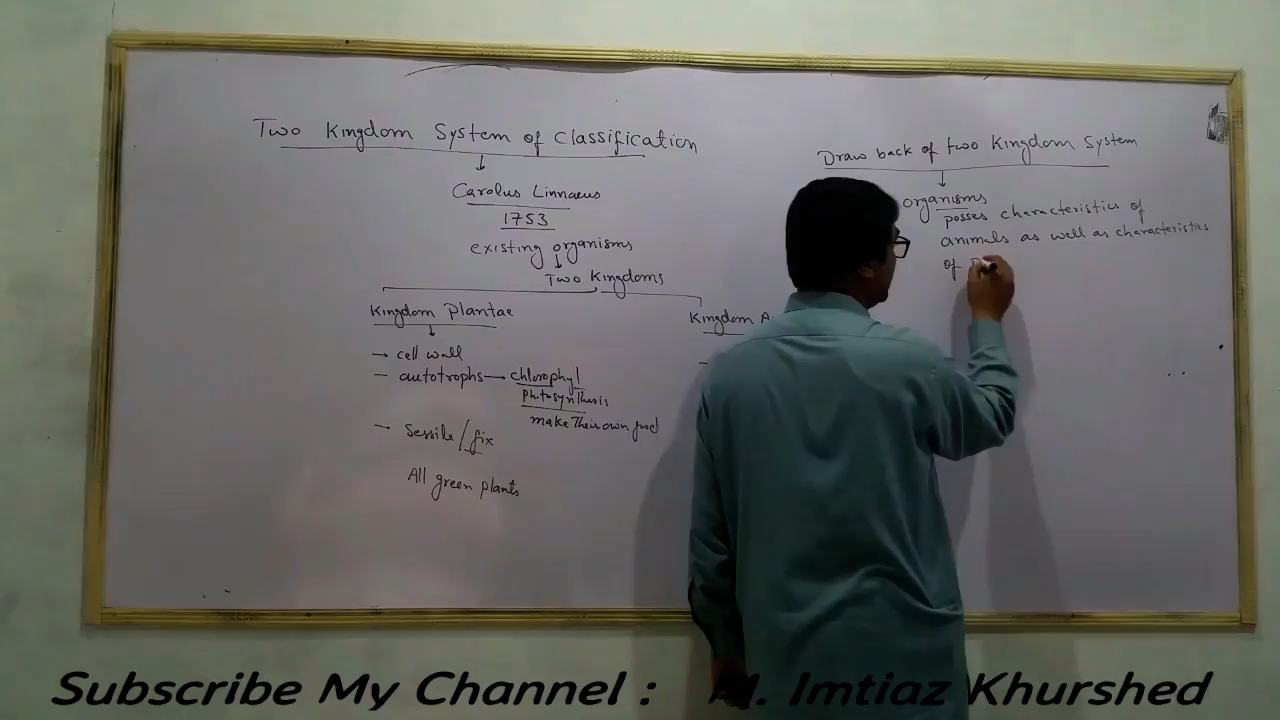 Two Kingdom System of Classification
Carolus Linnaeus
1753
existing organisms
Two Kingdoms
Kingdom Plantae
→ cell wall
– autotrophs → chlorophyl
Photosynthesis
make Their own food
– Sessile/fix
All green plants
Kingdom A
Draw back of two Kingdom System
organisms
posses characteristics of
animals as well as characteristics
of
Subscribe My Channel : M. Imtiaz Khurshed